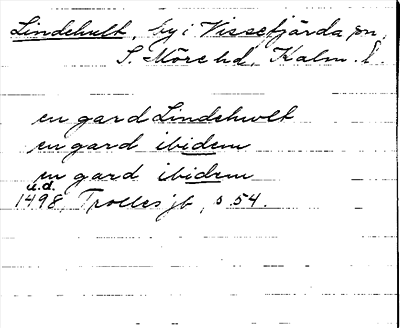 Lindehult, by i Vissefjärda sn,
S. Möre hd, Kalm. l.
en gard Lindehwlt
en gard ibidem
en gard ibidem
u.d.
1498, Trolles jb, s. 54.